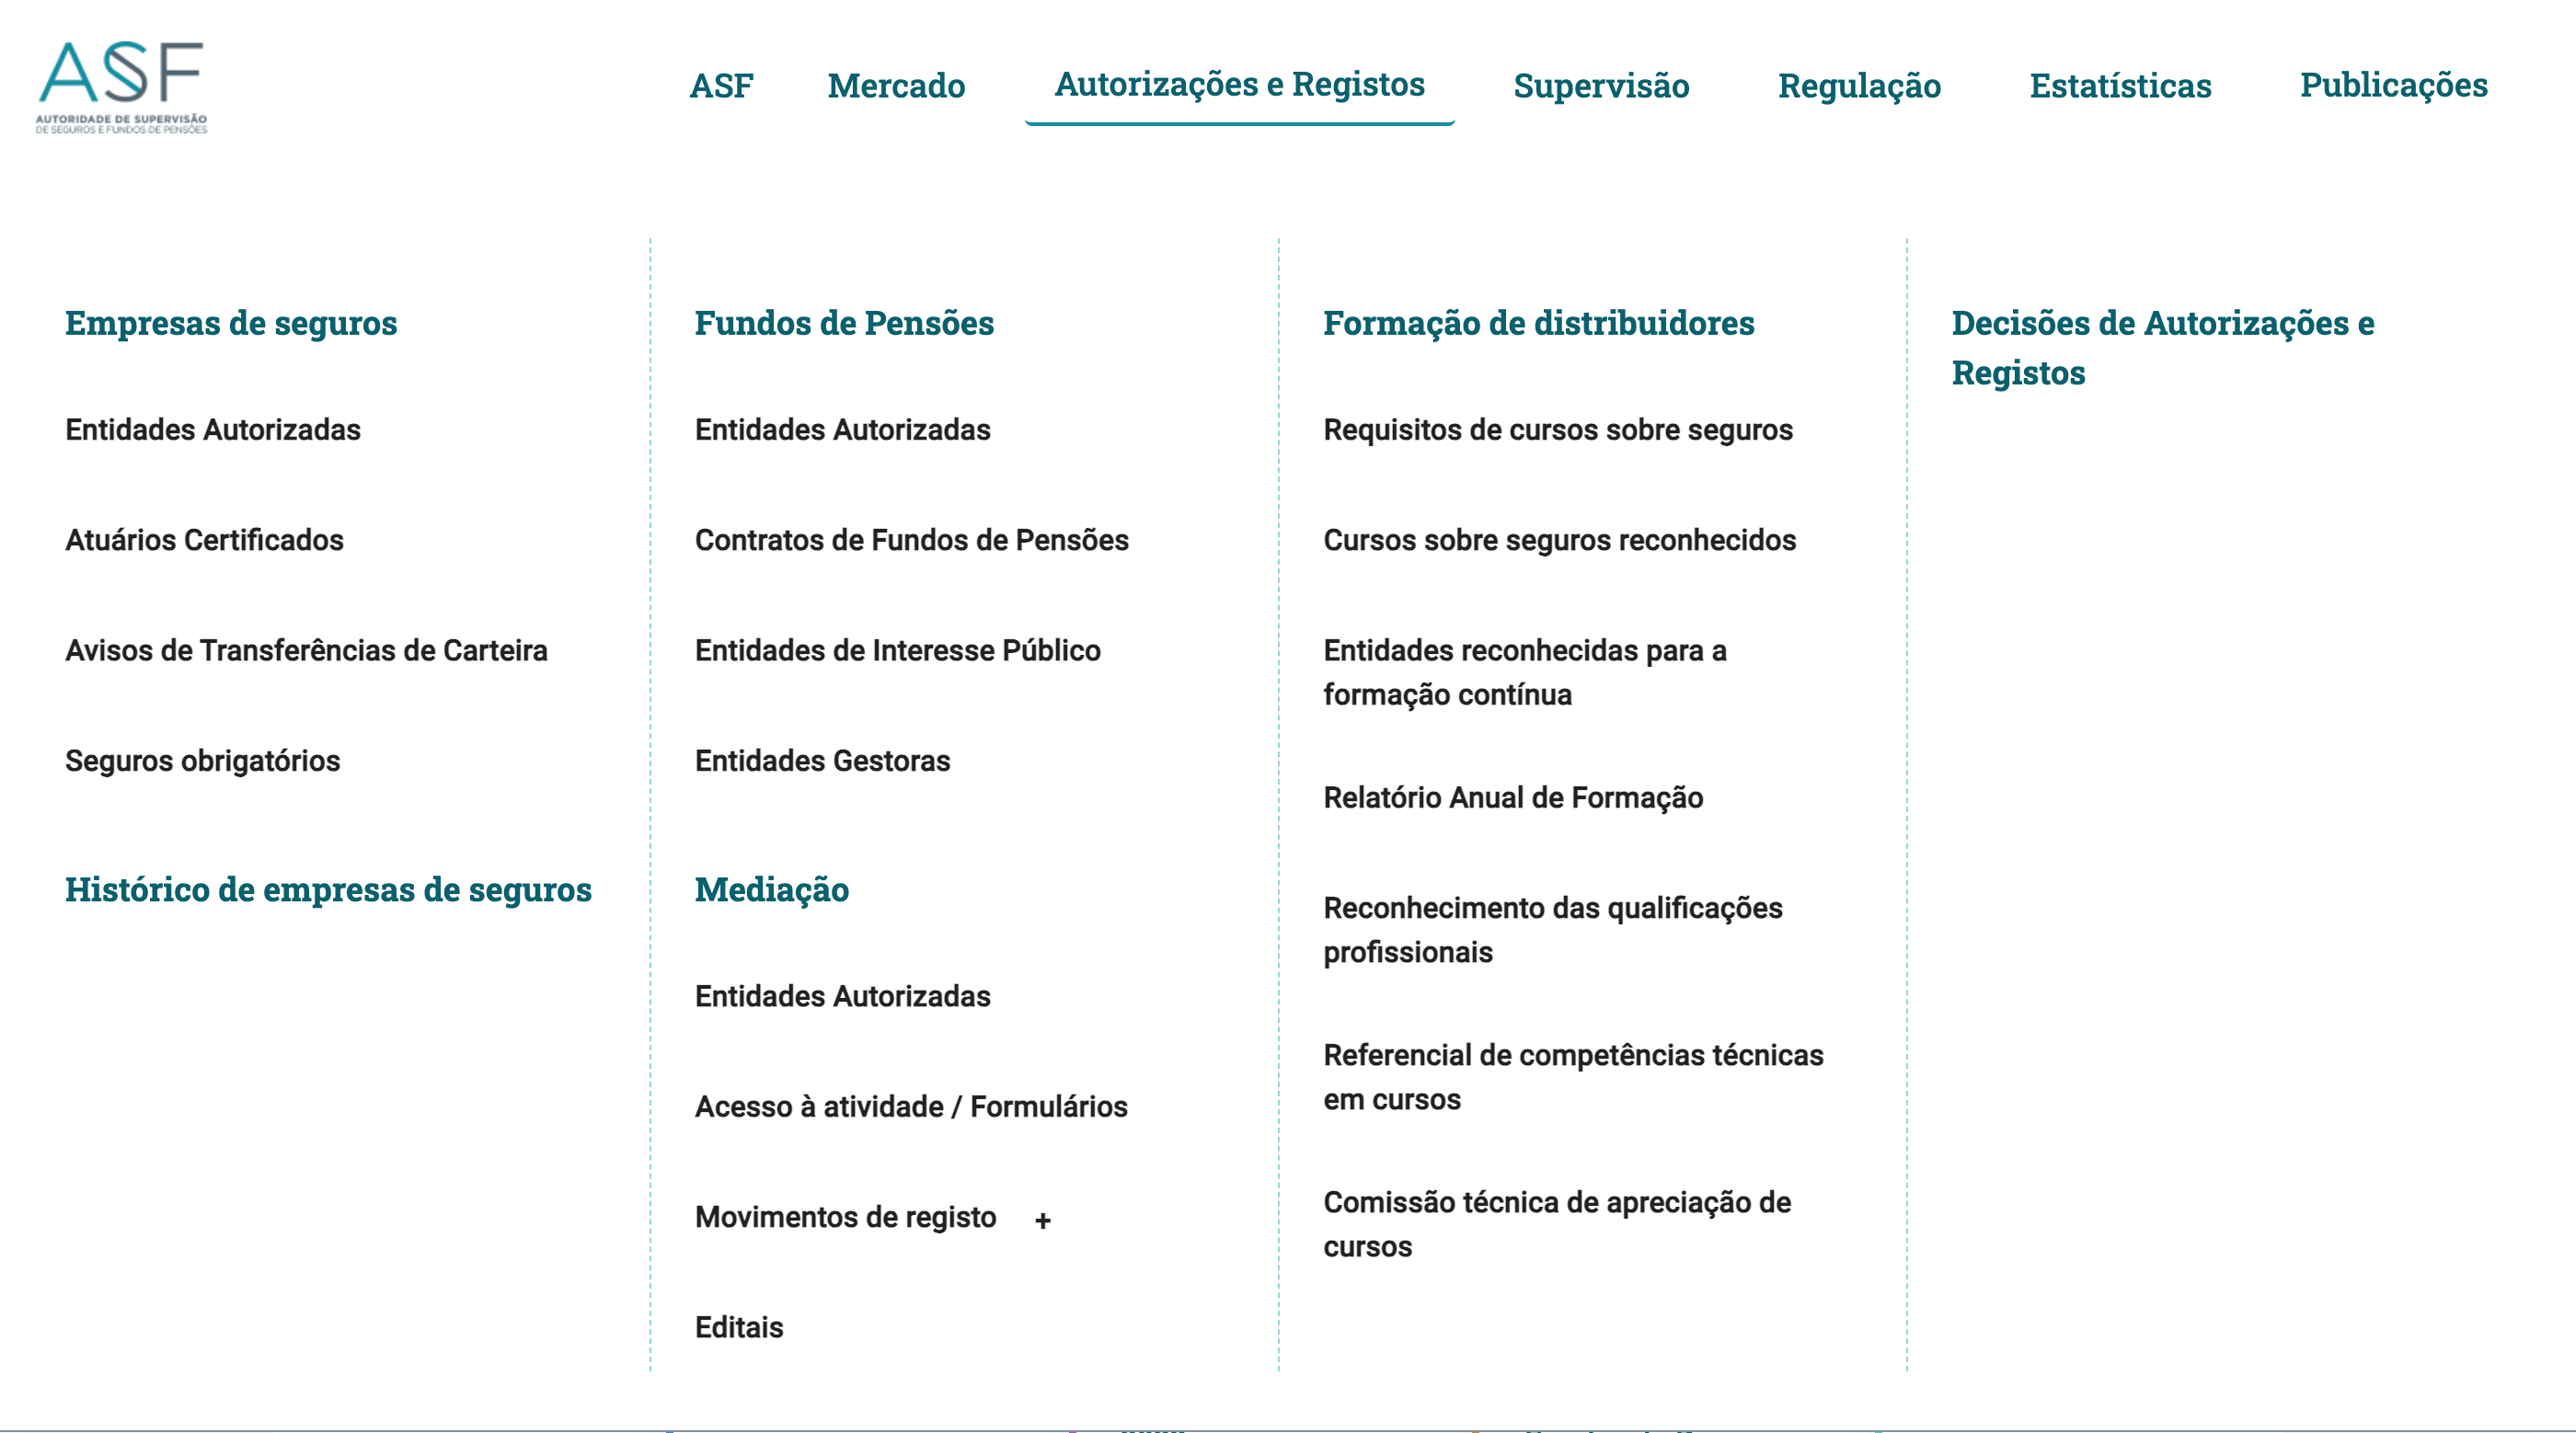 ASF
AUTORIDADE DE SUPERVISÃO
DE SEGUROS E FUNDOS DE PENSÕES
ASF
Mercado
Autorizações e Registos
Supervisão
Regulação
Estatísticas
Publicações
Empresas de seguros
Entidades Autorizadas
Atuários Certificados
Avisos de Transferências de Carteira
Seguros obrigatórios
Histórico de empresas de seguros
Fundos de Pensões
Entidades Autorizadas
Contratos de Fundos de Pensões
Entidades de Interesse Público
Entidades Gestoras
Mediação
Entidades Autorizadas
Acesso à atividade / Formulários
Movimentos de registo +
Editais
Formação de distribuidores
Requisitos de cursos sobre seguros
Cursos sobre seguros reconhecidos
Entidades reconhecidas para a
formação contínua
Relatório Anual de Formação
Reconhecimento das qualificações
profissionais
Referencial de competências técnicas
em cursos
Comissão técnica de apreciação de
cursos
Decisões de Autorizações e
Registos